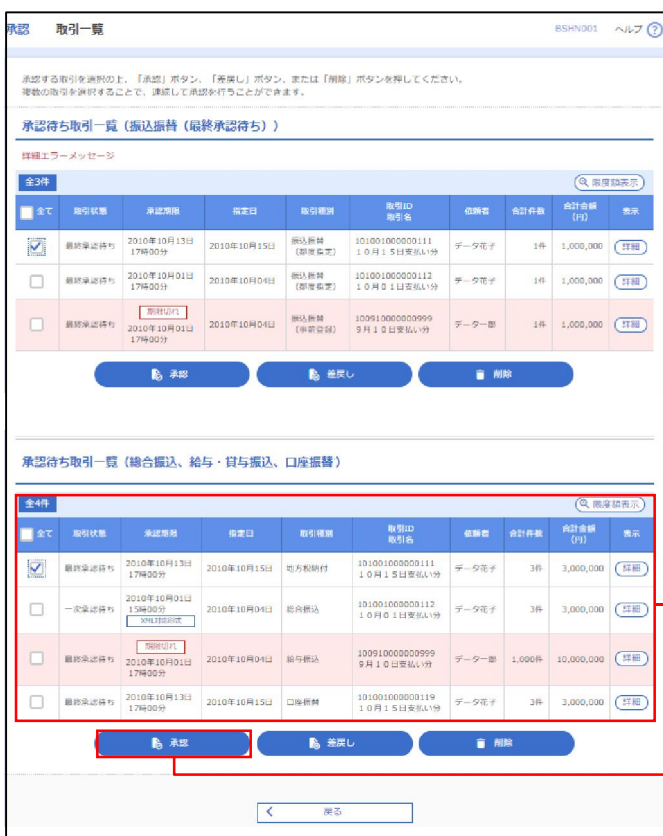 承認 取引一覧 BSHN001 ヘルプ ?
承認する取引を選択の上、「承認」ボタン、「差戻し」ボタン、または「削除」ボタンを押してください。
複数の取引を選択することで、連続して承認を行うことができます。
承認待ち取引一覧（振込振替（最終承認待ち））
詳細エラーメッセージ
全3件 限度額表示
全て 取引状態 承認期限 指定日 取引種別 取引ID 取引名 依頼者 合計件数 合計金額(円) 表示
最終承認待ち 2010年10月13日 17時00分 2010年10月15日 振込振替（都度指定） 101001000000111 10月15日支払い分 データ花子 1件 1,000,000 詳細
最終承認待ち 2010年10月01日 17時00分 2010年10月04日 振込振替（都度指定） 101001000000112 10月01日支払い分 データ花子 1件 1,000,000 詳細
最終承認待ち 期限切れ 2010年10月01日 17時00分 2010年10月04日 振込振替（事前登録） 100910000000999 9月10日支払い分 データ一郎 1件 1,000,000 詳細
承認 差戻し 削除
承認待ち取引一覧（総合振込、給与・賞与振込、口座振替）
全4件 限度額表示
全て 取引状態 承認期限 指定日 取引種別 取引ID 取引名 依頼者 合計件数 合計金額(円) 表示
最終承認待ち 2010年10月13日 17時00分 2010年10月15日 地方税納付 101001000000111 10月15日支払い分 データ花子 3件 3,000,000 詳細
一次承認待ち 2010年10月01日 15時00分 XML対応形式 2010年10月04日 総合振込 101001000000112 10月01日支払い分 データ花子 3件 3,000,000 詳細
最終承認待ち 期限切れ 2010年10月01日 17時00分 2010年10月04日 給与振込 100910000000999 9月10日支払い分 データ一郎 1,000件 10,000,000 詳細
最終承認待ち 2010年10月13日 17時00分 2010年10月15日 口座振替 101001000000119 10月15日支払い分 データ花子 3件 3,000,000 詳細
承認 差戻し 削除
戻る